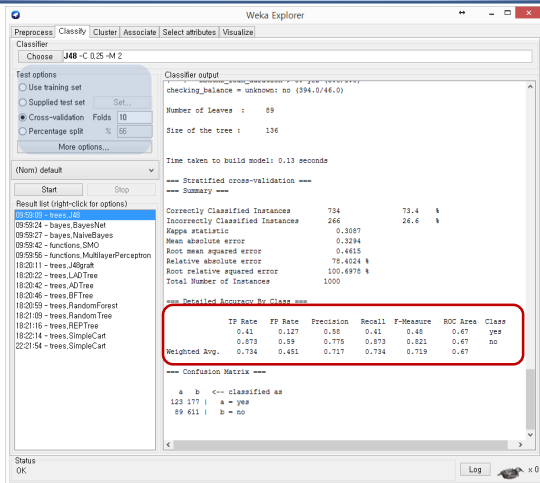 Weka Explorer
Preprocess Classify Cluster Associate Select attributes Visualize
Classifier
Choose J48 -C 0,25 -M 2
Test options
Use training set
Supplied test set Set...
Cross-validation Folds 10
Percentage split % 66
More options...
(Nom) default
Start Stop
Result list (right-click for options)
09:59:09 - trees,J48
09:59:24 - bayes,BayesNet
09:59:27 - bayes,NaiveBayes
09:59:42 - functions,SMO
09:59:56 - functions,MultilayerPerceptron
18:20:11 - trees,J48graft
18:20:22 - trees,LADTree
18:20:42 - trees,ADTree
18:20:46 - trees,BFTree
18:20:59 - trees,RandomForest
18:21:09 - trees,RandomTree
18:21:16 - trees,REPTree
18:22:14 - trees,SimpleCart
22:21:54 - trees,SimpleCart
Classifier output
checking_balance = unknown: no (394.0/46.0)
Number of Leaves : 89
Size of the tree : 136
Time taken to build model: 0.13 seconds
=== Stratified cross-validation ===
=== Summary ===
Correctly Classified Instances 734 73.4 %
Incorrectly Classified Instances 266 26.6 %
Kappa statistic 0.3087
Mean absolute error 0.3294
Root mean squared error 0.4615
Relative absolute error 78.4024 %
Root relative squared error 100.6978 %
Total Number of Instances 1000
=== Detailed Accuracy By Class ===
TP Rate FP Rate Precision Recall F-Measure ROC Area Class
0.41 0.127 0.58 0.41 0.48 0.67 yes
0.873 0.59 0.775 0.873 0.821 0.67 no
Weighted Avg. 0.734 0.451 0.717 0.734 0.719 0.67
=== Confusion Matrix ===
a b <-- classified as
123 177 | a = yes
89 611 | b = no
Status
OK
Log
x 0